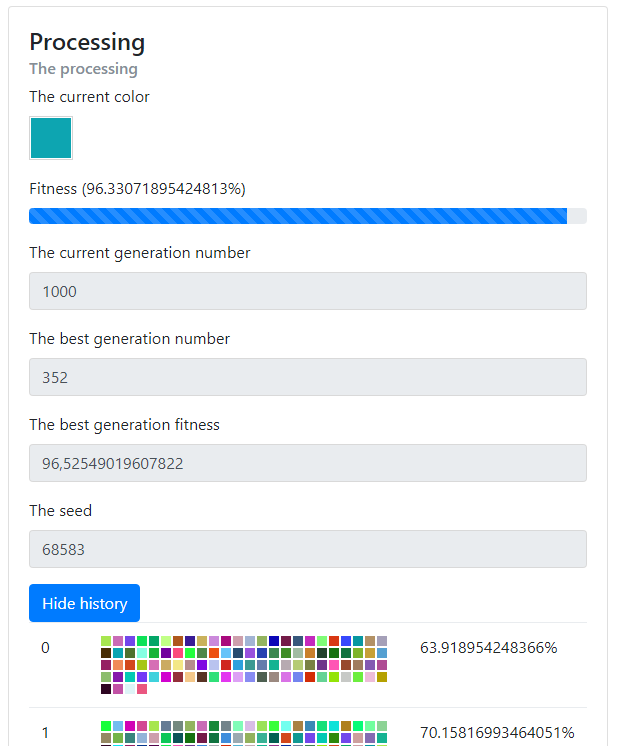 Processing
The processing
The current color
Fitness (96.33071895424813%)
The current generation number
1000
The best generation number
352
The best generation fitness
96,52549019607822
The seed
68583
Hide history
0 63.918954248366%
1 70.15816993464051%